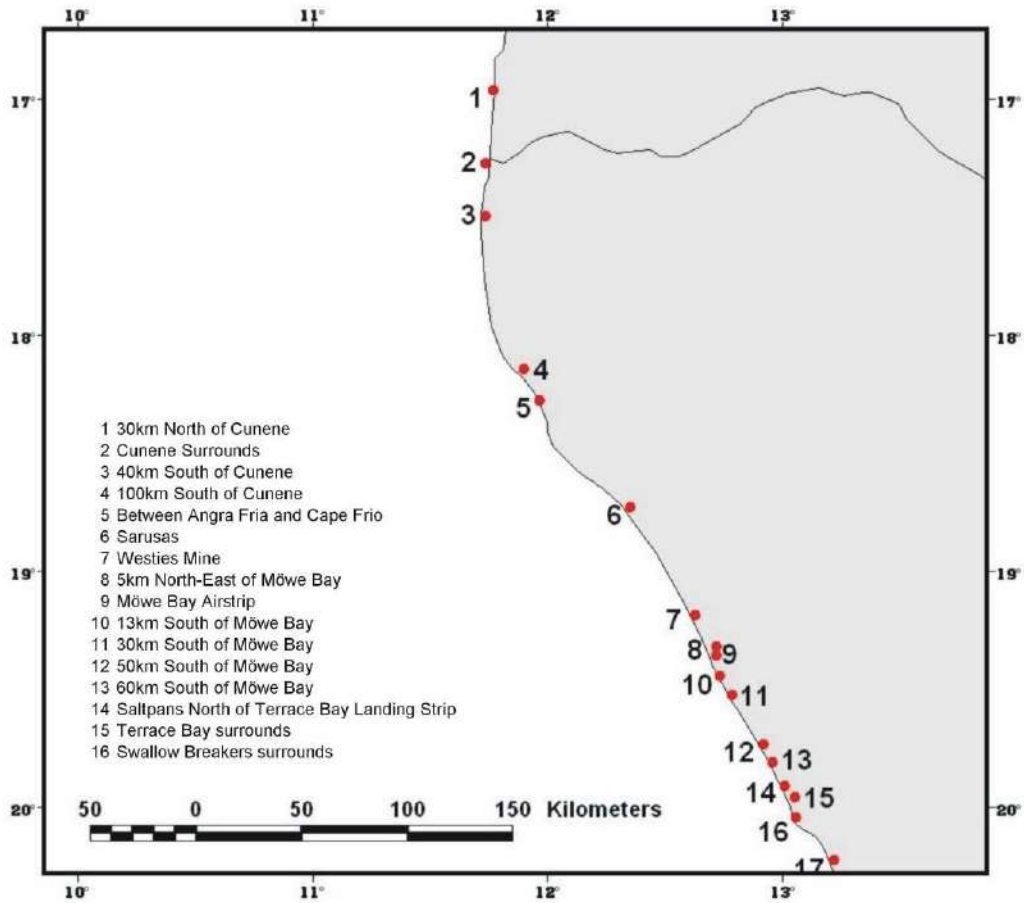 10° 11° 12° 13°
1
17° 17°
2
3
18° 18°
4
5
1 30km North of Cunene
2 Cunene Surrounds
3 40km South of Cunene
4 100km South of Cunene
5 Between Angra Fria and Cape Frio
6 Sarusas
7 Westies Mine
8 5km North-East of Möwe Bay
9 Möwe Bay Airstrip
10 13km South of Möwe Bay
11 30km South of Möwe Bay
12 50km South of Möwe Bay
13 60km South of Möwe Bay
14 Saltpans North of Terrace Bay Landing Strip
15 Terrace Bay surrounds
16 Swallow Breakers surrounds
6
19° 19°
7
8 9
10 11
12 13
14 15
20° 20°
16
17
50 0 50 100 150 Kilometers
10° 11° 12° 13°